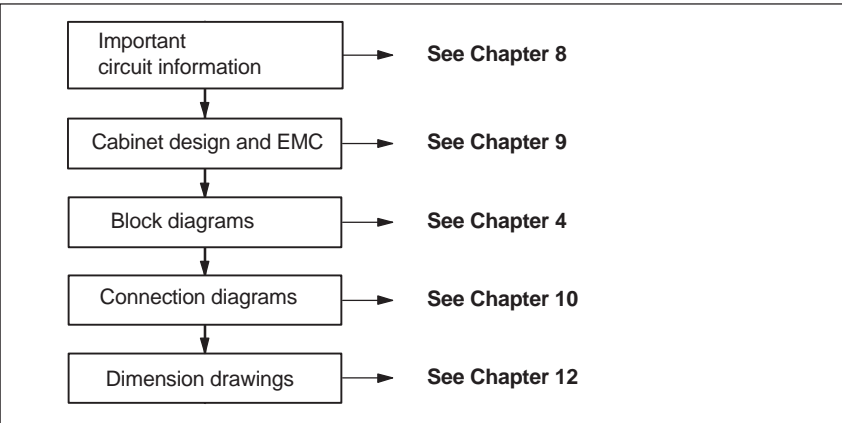 Important
circuit information
See Chapter 8
Cabinet design and EMC
See Chapter 9
Block diagrams
See Chapter 4
Connection diagrams
See Chapter 10
Dimension drawings
See Chapter 12